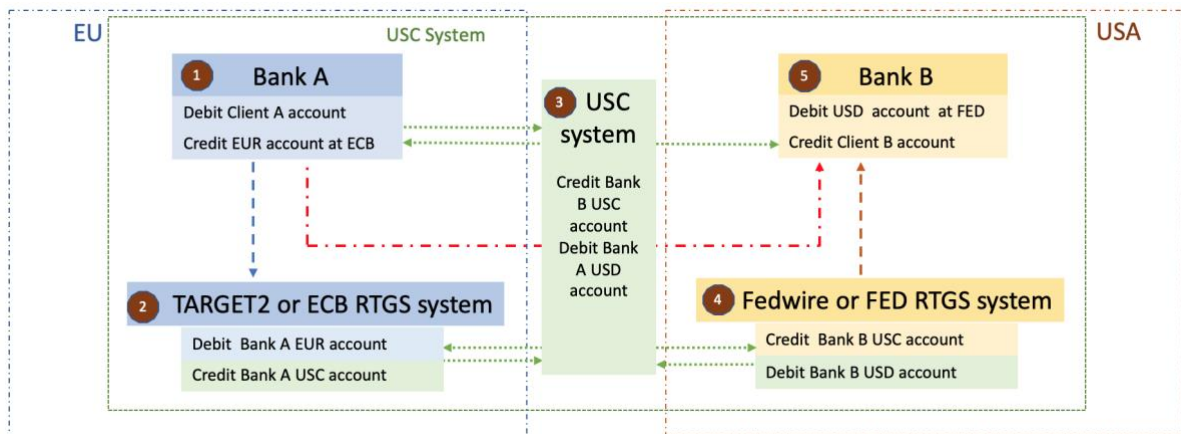 EU
USC System
USA
1
Bank A
Debit Client A account
Credit EUR account at ECB
3
USC
system
Credit Bank
B USC
account
Debit Bank
A USD
account
5
Bank B
Debit USD account at FED
Credit Client B account
2
TARGET2 or ECB RTGS system
Debit Bank A EUR account
Credit Bank A USC account
4
Fedwire or FED RTGS system
Credit Bank B USC account
Debit Bank B USD account